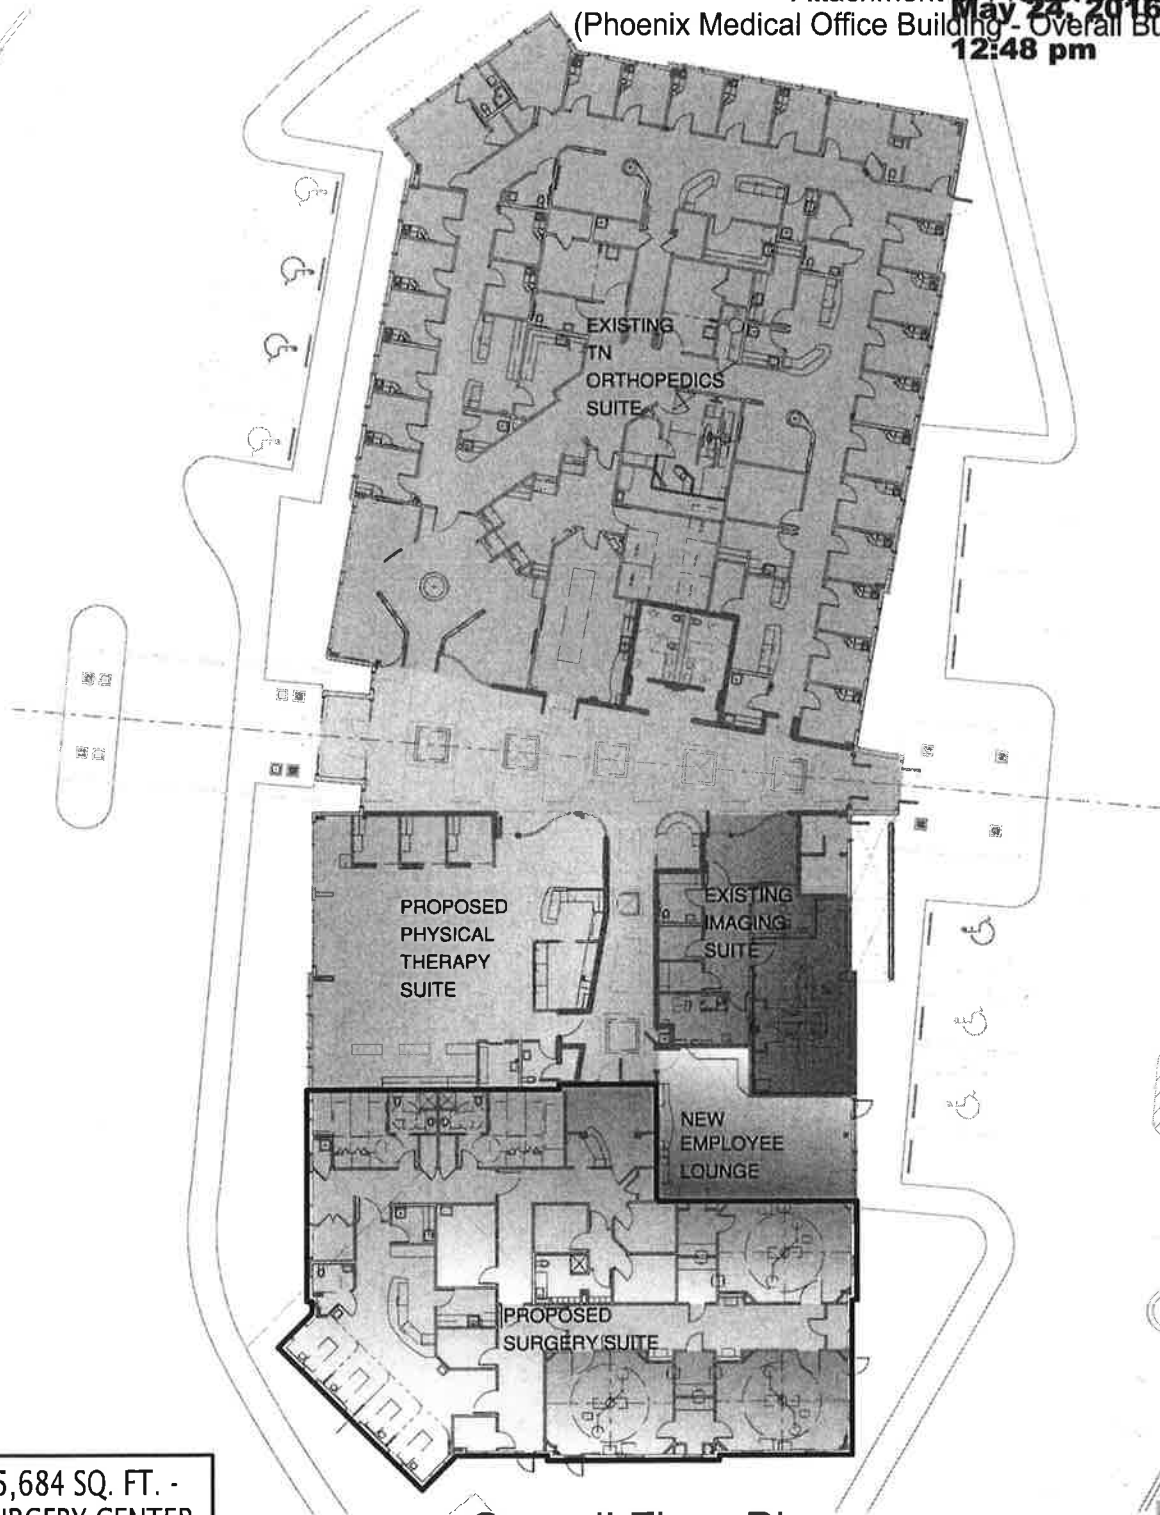 May 24, 2016
(Phoenix Medical Office Building - Overall Bu
12:48 pm
EXISTING
TN
ORTHOPEDICS
SUITE
PROPOSED
PHYSICAL
THERAPY
SUITE
EXISTING
IMAGING
SUITE
NEW
EMPLOYEE
LOUNGE
PROPOSED
SURGERY SUITE
5,684 SQ. FT. -